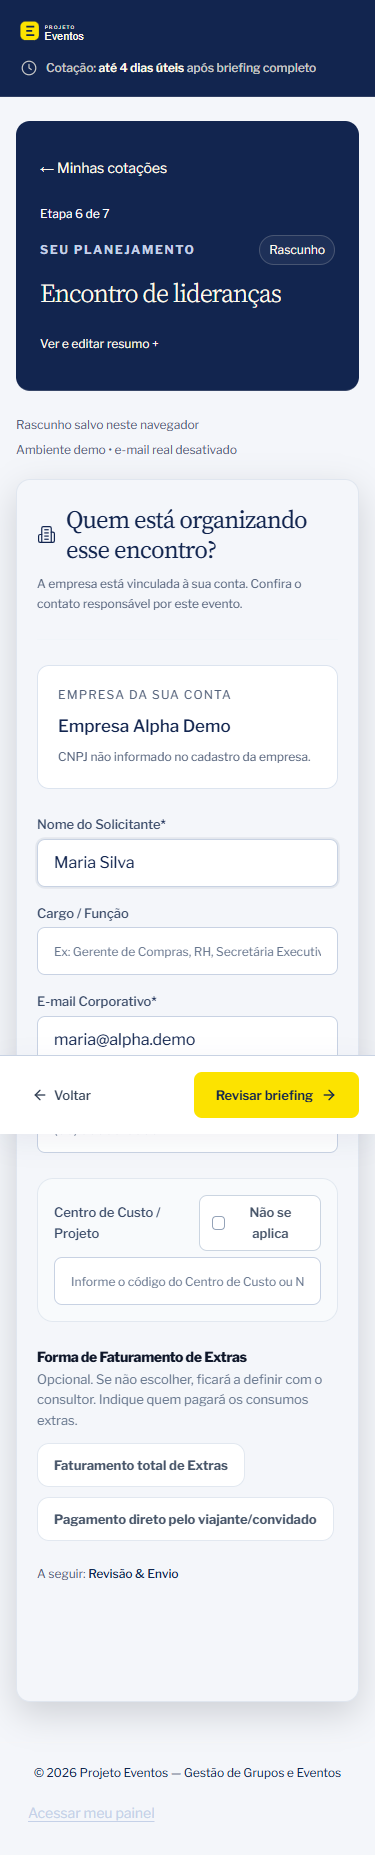 PROJETO
Eventos
Cotação: até 4 dias úteis após briefing completo
← Minhas cotações
Etapa 6 de 7
SEU PLANEJAMENTO
Rascunho
Encontro de lideranças
Ver e editar resumo +
Rascunho salvo neste navegador
Ambiente demo • e-mail real desativado
Quem está organizando
esse encontro?
A empresa está vinculada à sua conta. Confira o
contato responsável por este evento.
EMPRESA DA SUA CONTA
Empresa Alpha Demo
CNPJ não informado no cadastro da empresa.
Nome do Solicitante*
Maria Silva
Cargo / Função
Ex: Gerente de Compras, RH, Secretária Executiv
E-mail Corporativo*
maria@alpha.demo
← Voltar
Revisar briefing →
Centro de Custo /
Projeto
Não se
aplica
Informe o código do Centro de Custo ou N
Forma de Faturamento de Extras
Opcional. Se não escolher, ficará a definir com o
consultor. Indique quem pagará os consumos
extras.
Faturamento total de Extras
Pagamento direto pelo viajante/convidado
A seguir: Revisão & Envio
© 2026 Projeto Eventos — Gestão de Grupos e Eventos
Acessar meu painel